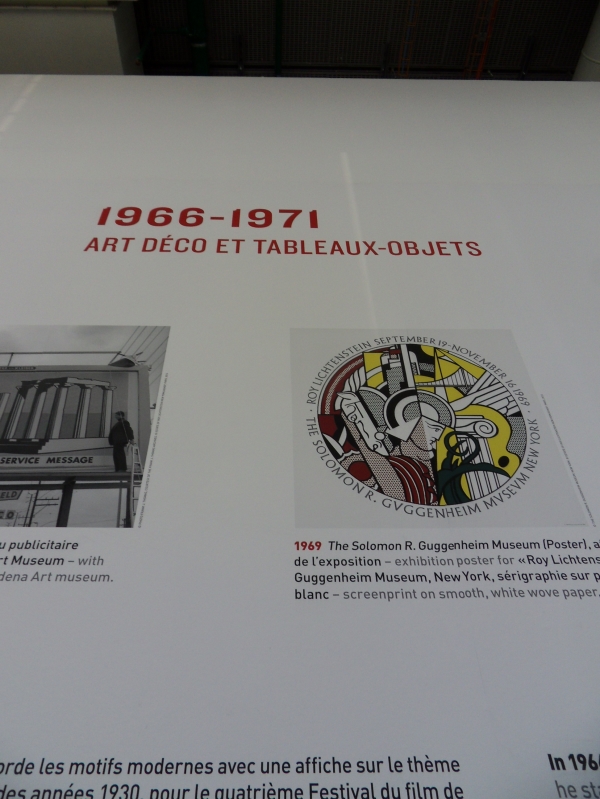 1966-1971
ART DÉCO ET TABLEAUX-OBJETS
SERVICE MESSAGE
ROY LICHTENSTEIN SEPTEMBER 19-NOVEMBER 16 1969
THE SOLOMON R. GVGGENHEIM MVSEVM NEW YORK
u publicitaire
rt Museum – with
dena Art museum.
1969 The Solomon R. Guggenheim Museum (Poster), a
de l'exposition – exhibition poster for «Roy Lichtens
Guggenheim Museum, New York, sérigraphie sur p
blanc – screenprint on smooth, white wove paper.
orde les motifs modernes avec une affiche sur le thème
des années 1930, pour le quatrième Festival du film de
In 196
he sta